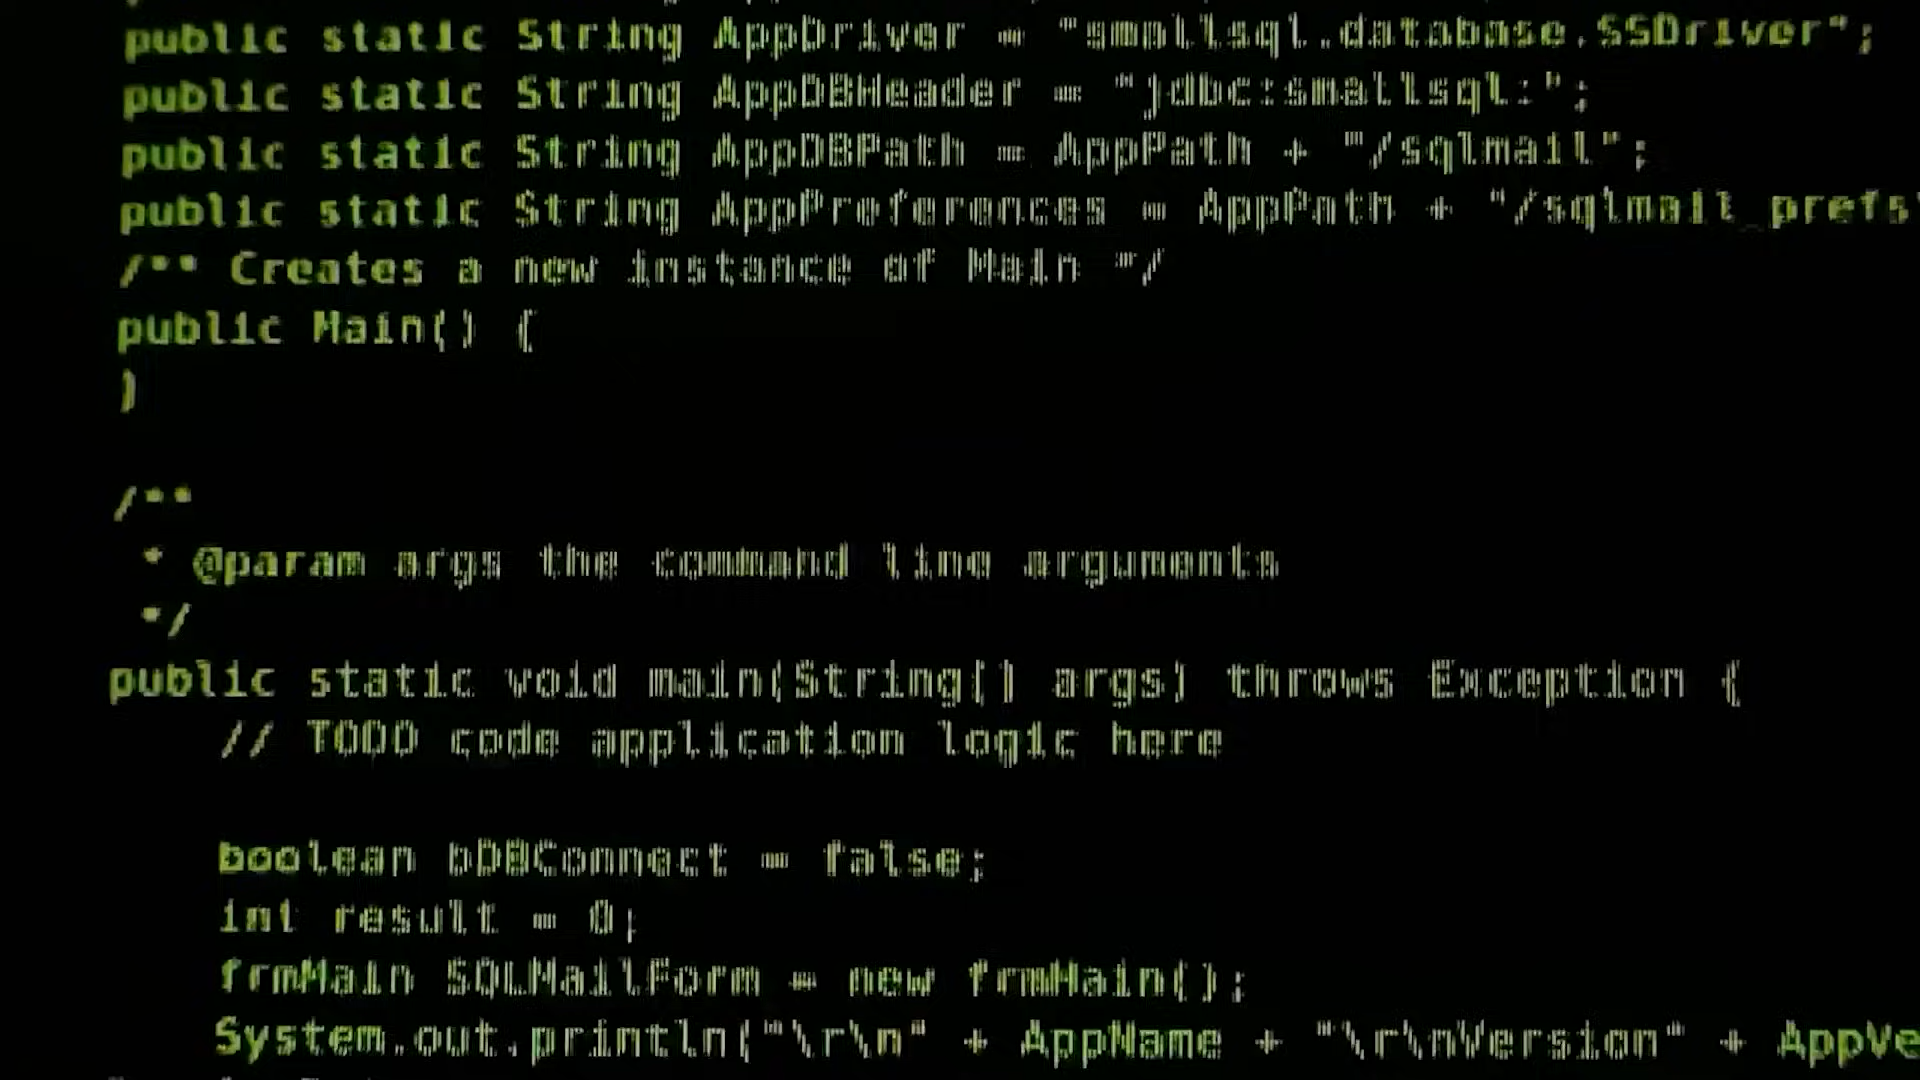 public static String AppDriver = "smallsql.database.SSDriver";
public static String AppDBHeader = "jdbc:smallsql:";
public static String AppDBPath = AppPath + "/sqlmail";
public static String AppPreferences = AppPath + "/sqlmail_prefs"
/** Creates a new instance of Main */
public Main() {
}
/**
* @param args the command line arguments
*/
public static void main(String[] args) throws Exception {
// TODO code application logic here
boolean bDBConnect = false;
int result = 0;
frmMain SQLMailForm = new frmMain();
System.out.println("\r\n" + AppName + "\r\nVersion" + AppVe